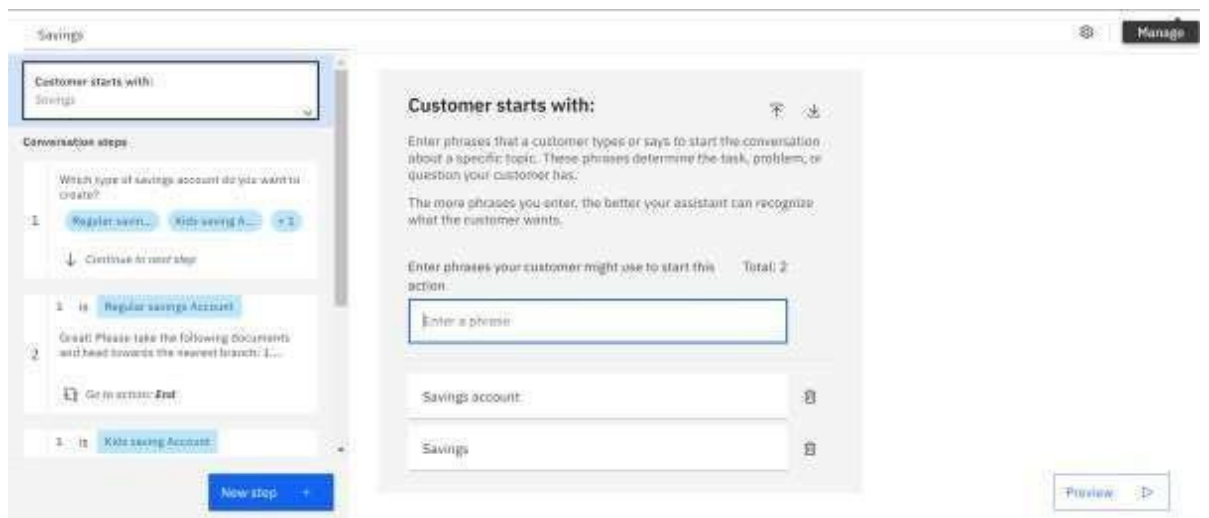 Savings
Manage
Customer starts with:
Savings
Conversation steps
Which type of savings account do you want to
create?
1
Regular savin...
Kids saving A...
+ 1
Continue to next step
1 is Regular savings Account
Great! Please take the following documents
and head towards the nearest branch: 1....
2
Go to action: End
1 is Kids saving Account
New step +
Customer starts with:
Enter phrases that a customer types or says to start the conversation
about a specific topic. These phrases determine the task, problem, or
question your customer has.
The more phrases you enter, the better your assistant can recognize
what the customer wants.
Enter phrases your customer might use to start this
action
Total: 2
Enter a phrase
Savings account
Savings
Preview